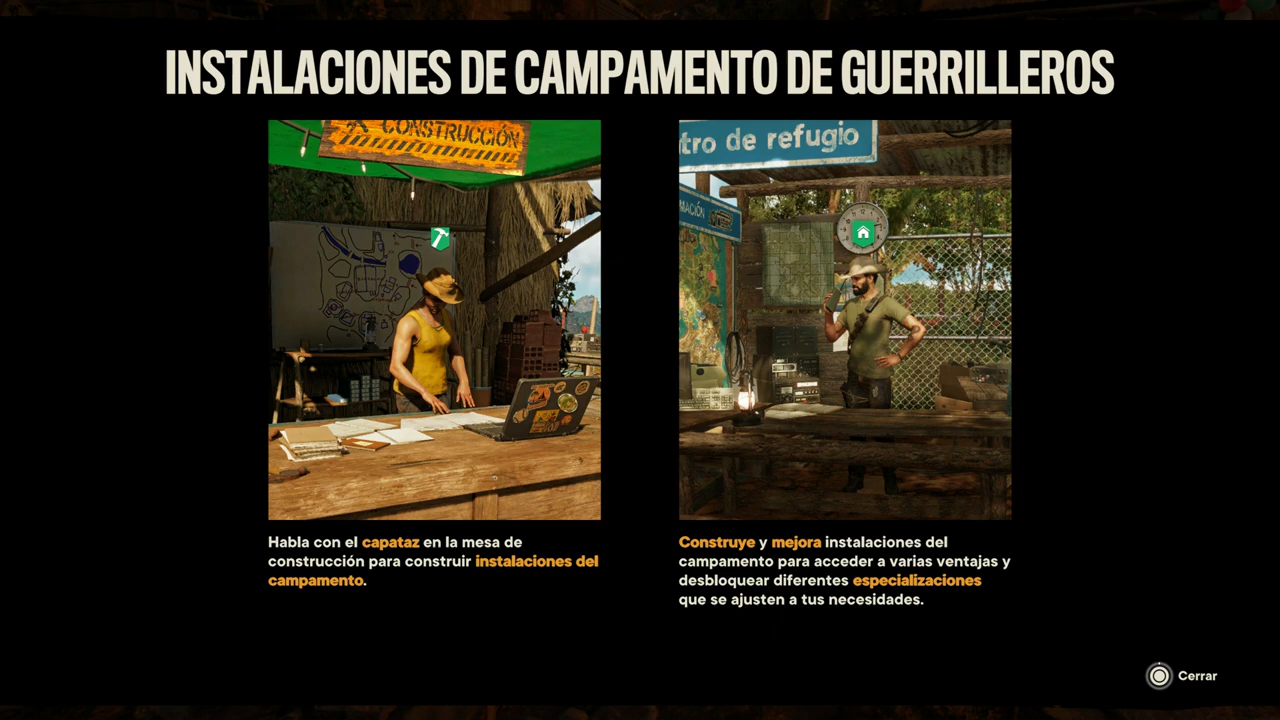 INSTALACIONES DE CAMPAMENTO DE GUERRILLEROS
CONSTRUCCIÓN
tro de refugio
MACIÓN
Habla con el capataz en la mesa de
construcción para construir instalaciones del
campamento.
Construye y mejora instalaciones del
campamento para acceder a varias ventajas y
desbloquear diferentes especializaciones
que se ajusten a tus necesidades.
Cerrar